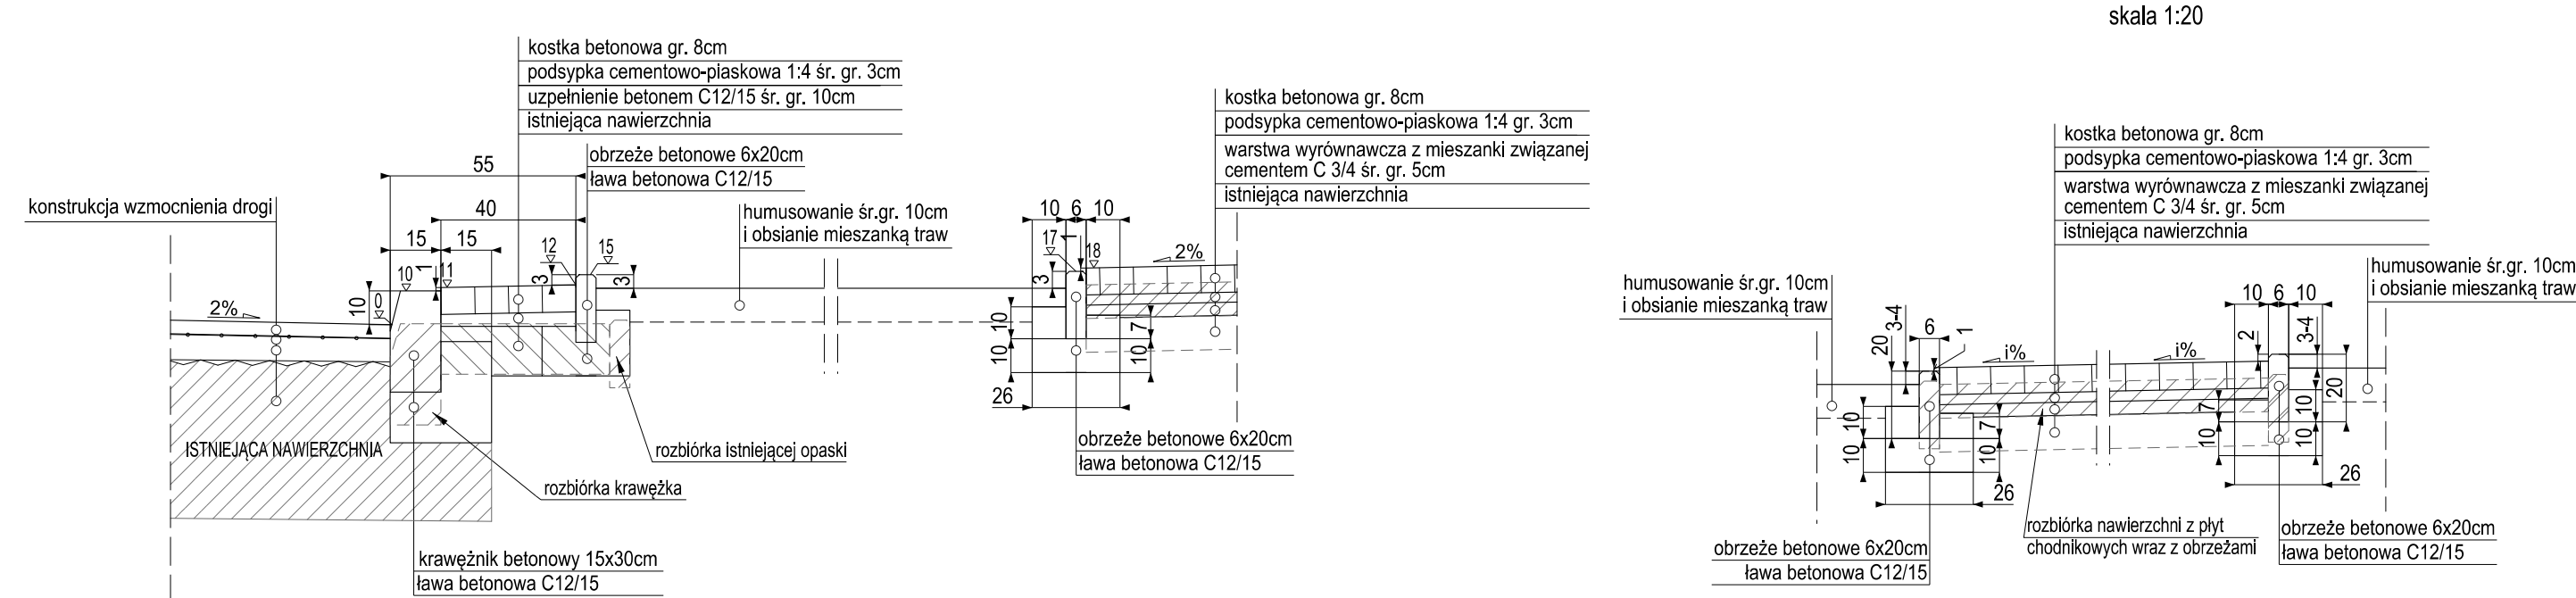 skala 1:20
kostka betonowa gr. 8cm
podsypka cementowo-piaskowa 1:4 śr. gr. 3cm
uzpełnienie betonem C12/15 śr. gr. 10cm
istniejąca nawierzchnia
obrzeże betonowe 6x20cm
ława betonowa C12/15
konstrukcja wzmocnienia drogi
humusowanie śr.gr. 10cm
i obsianie mieszanką traw
55
40
15
15
10
1
11
12
15
3
3
10
0
2%
ISTNIEJĄCA NAWIERZCHNIA
rozbiórka istniejącej opaski
rozbiórka krawężka
krawężnik betonowy 15x30cm
ława betonowa C12/15
kostka betonowa gr. 8cm
podsypka cementowo-piaskowa 1:4 gr. 3cm
warstwa wyrównawcza z mieszanki związanej
cementem C 3/4 śr. gr. 5cm
istniejąca nawierzchnia
10 6 10
17
1
18
2%
3
10
7
10
10
26
obrzeże betonowe 6x20cm
ława betonowa C12/15
kostka betonowa gr. 8cm
podsypka cementowo-piaskowa 1:4 gr. 3cm
warstwa wyrównawcza z mieszanki związanej
cementem C 3/4 śr. gr. 5cm
istniejąca nawierzchnia
humusowanie śr.gr. 10cm
i obsianie mieszanką traw
humusowanie śr.gr. 10cm
i obsianie mieszanką traw
20
3-4
6
1
i%
i%
10
10
7
10
26
10 6 10
2
3-4
20
7
10
10
10
26
rozbiórka nawierzchni z płyt
chodnikowych wraz z obrzeżami
obrzeże betonowe 6x20cm
ława betonowa C12/15
obrzeże betonowe 6x20cm
ława betonowa C12/15